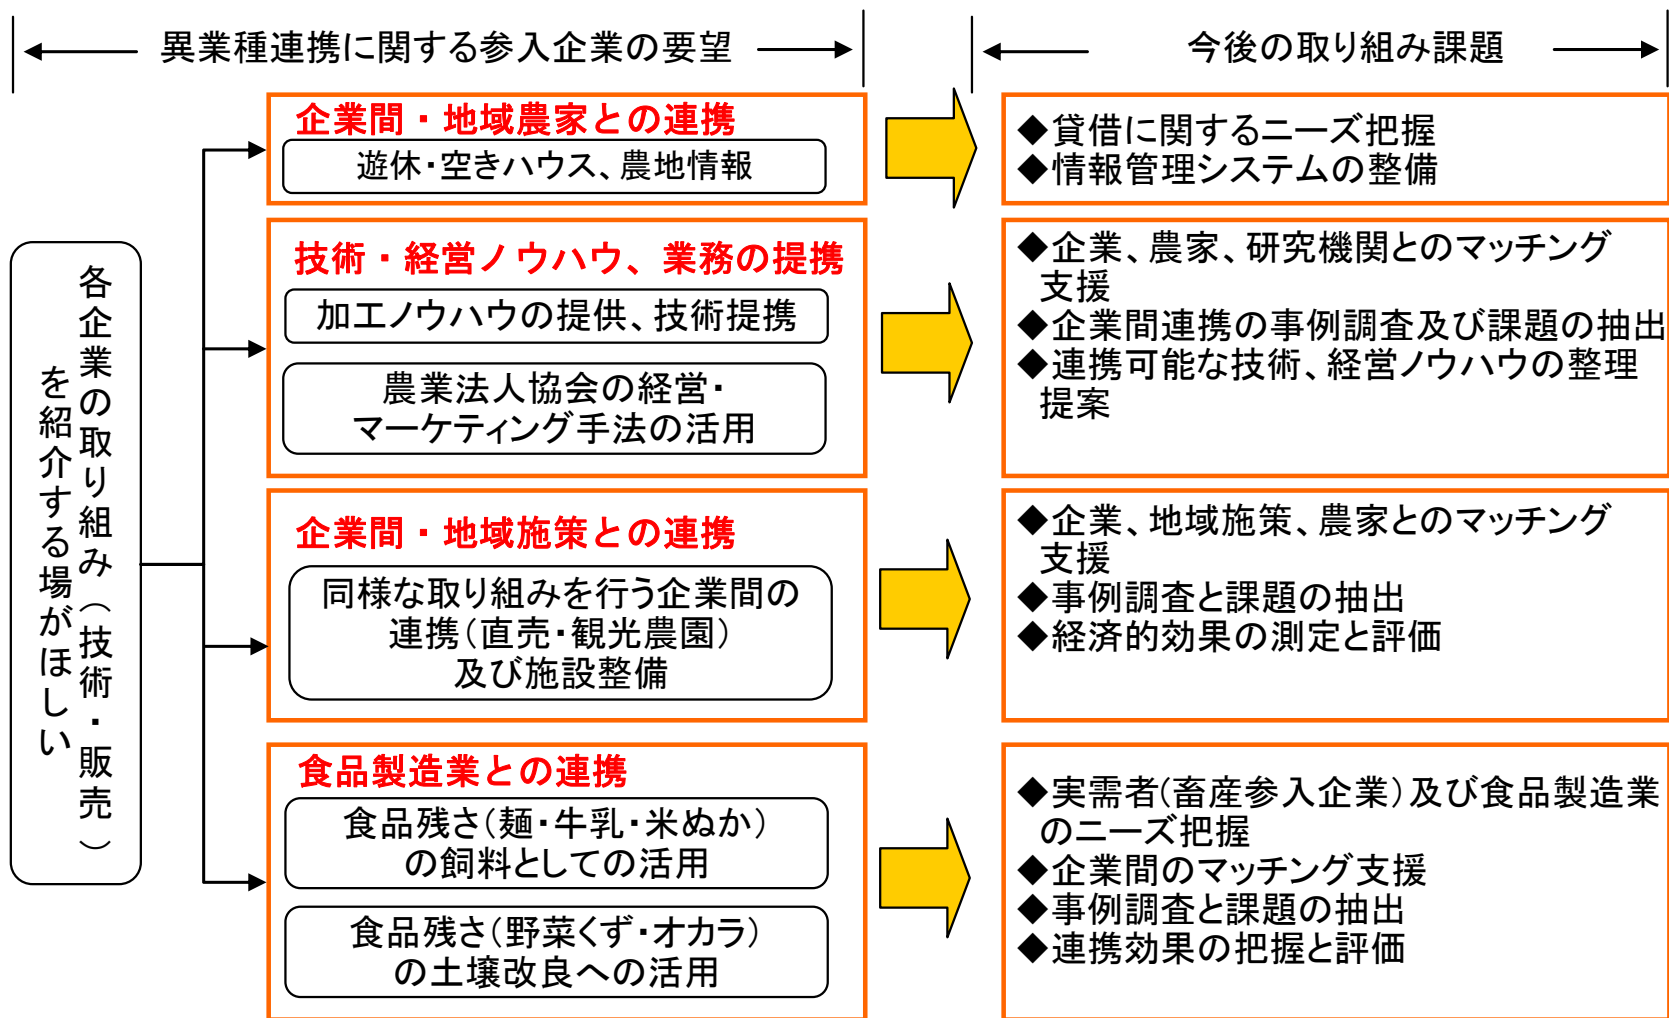 異業種連携に関する参入企業の要望
今後の取り組み課題
各企業の取り組み（技術・販売）
を紹介する場がほしい
企業間・地域農家との連携
遊休・空きハウス、農地情報
◆貸借に関するニーズ把握
◆情報管理システムの整備
技術・経営ノウハウ、業務の提携
加工ノウハウの提供、技術提携
農業法人協会の経営・
マーケティング手法の活用
◆企業、農家、研究機関とのマッチング
支援
◆企業間連携の事例調査及び課題の抽出
◆連携可能な技術、経営ノウハウの整理
提案
企業間・地域施策との連携
同様な取り組みを行う企業間の
連携（直売・観光農園）
及び施設整備
◆企業、地域施策、農家とのマッチング
支援
◆事例調査と課題の抽出
◆経済的効果の測定と評価
食品製造業との連携
食品残さ（麺・牛乳・米ぬか）
の飼料としての活用
食品残さ（野菜くず・オカラ）
の土壌改良への活用
◆実需者(畜産参入企業）及び食品製造業
のニーズ把握
◆企業間のマッチング支援
◆事例調査と課題の抽出
◆連携効果の把握と評価